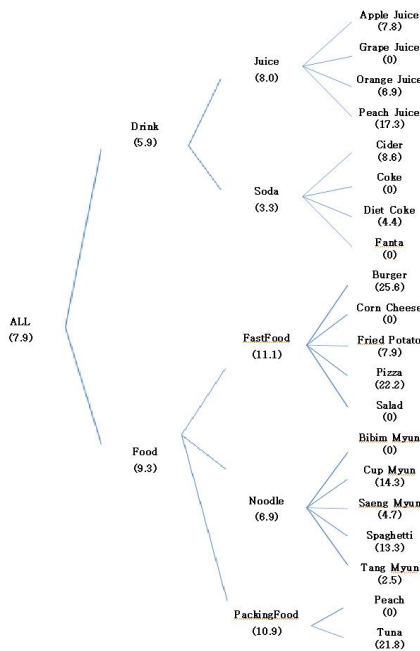 Apple Juice
(7.8)
Grape Juice
(0)
Juice
(8.0)
Orange Juice
(6.9)
Peach Juice
(17.3)
Drink
(5.9)
Cider
(8.6)
Coke
(0)
Soda
(3.3)
Diet Coke
(4.4)
Fanta
(0)
Burger
(25.6)
Corn Cheese
(0)
ALL
(7.9)
FastFood
(11.1)
Fried Potato
(7.9)
Pizza
(22.2)
Salad
(0)
Food
(9.3)
Bibim Myun
(0)
Cup Myun
(14.3)
Noodle
(6.9)
Saeng Myun
(4.7)
Spaghetti
(13.3)
Tang Myun
(2.5)
PackingFood
(10.9)
Peach
(0)
Tuna
(21.8)